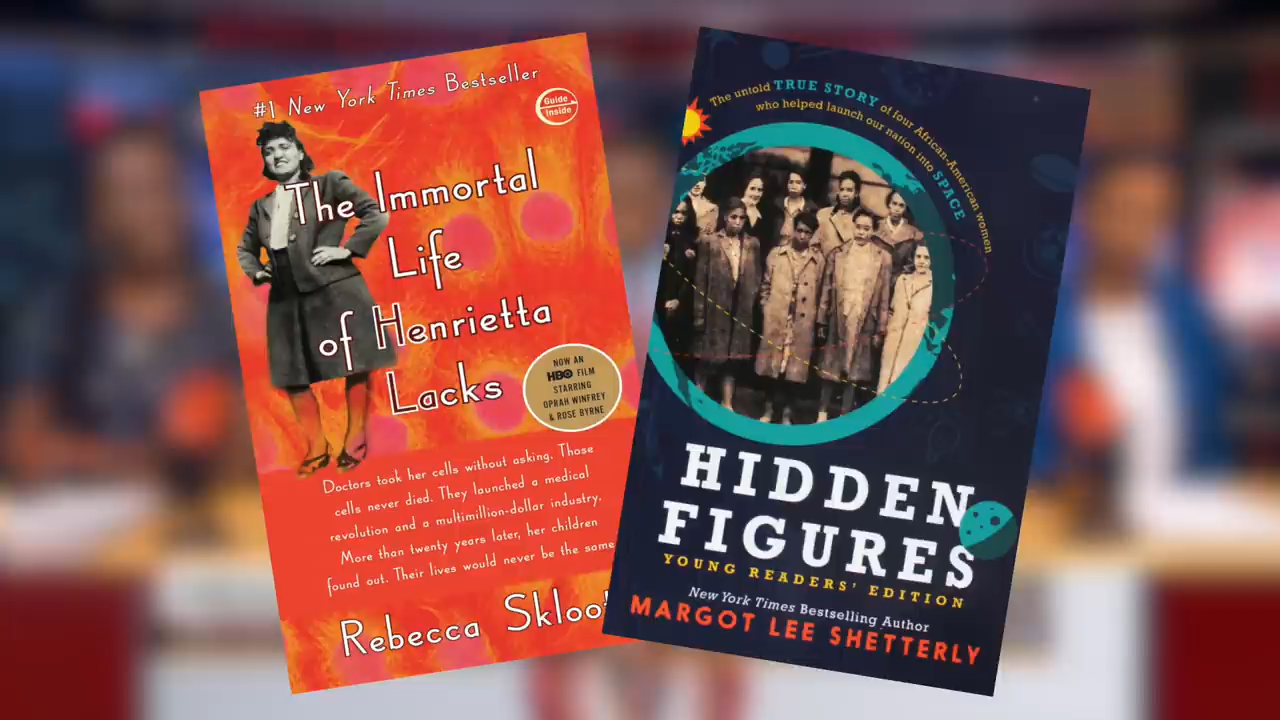 #1 New York Times Bestseller
Guide
Inside
The Immortal
Life
of Henrietta
Lacks
NOW AN
HBO FILM
STARRING
OPRAH WINFREY
& ROSE BYRNE
Doctors took her cells without asking. Those
cells never died. They launched a medical
revolution and a multimillion-dollar industry.
More than twenty years later, her children
found out. Their lives would never be the same
Rebecca Skloot
The untold TRUE STORY of four African-American women
who helped launch our nation into SPACE
HIDDEN
FIGURES
YOUNG READERS' EDITION
New York Times Bestselling Author
MARGOT LEE SHETTERLY